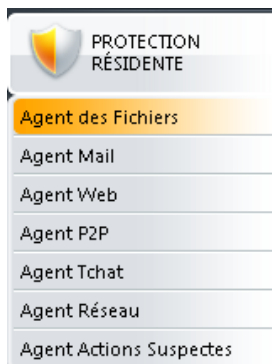 PROTECTION
RÉSIDENTE
Agent des Fichiers
Agent Mail
Agent Web
Agent P2P
Agent Tchat
Agent Réseau
Agent Actions Suspectes